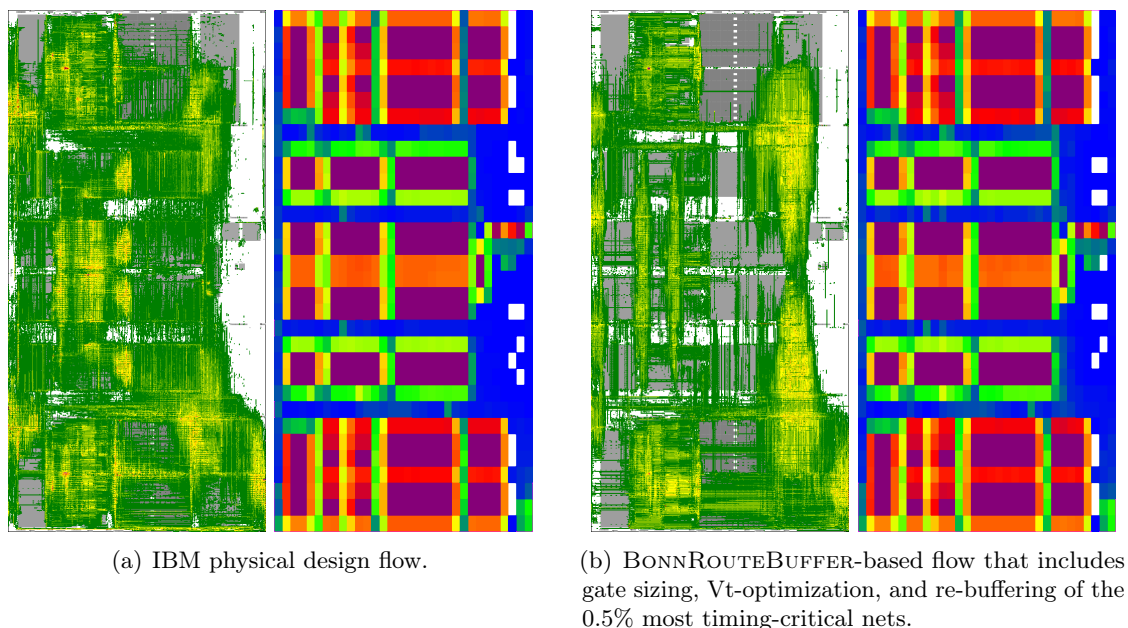 (a) IBM physical design flow.
(b) BONNROUTEBUFFER-based flow that includes
gate sizing, Vt-optimization, and re-buffering of the
0.5% most timing-critical nets.